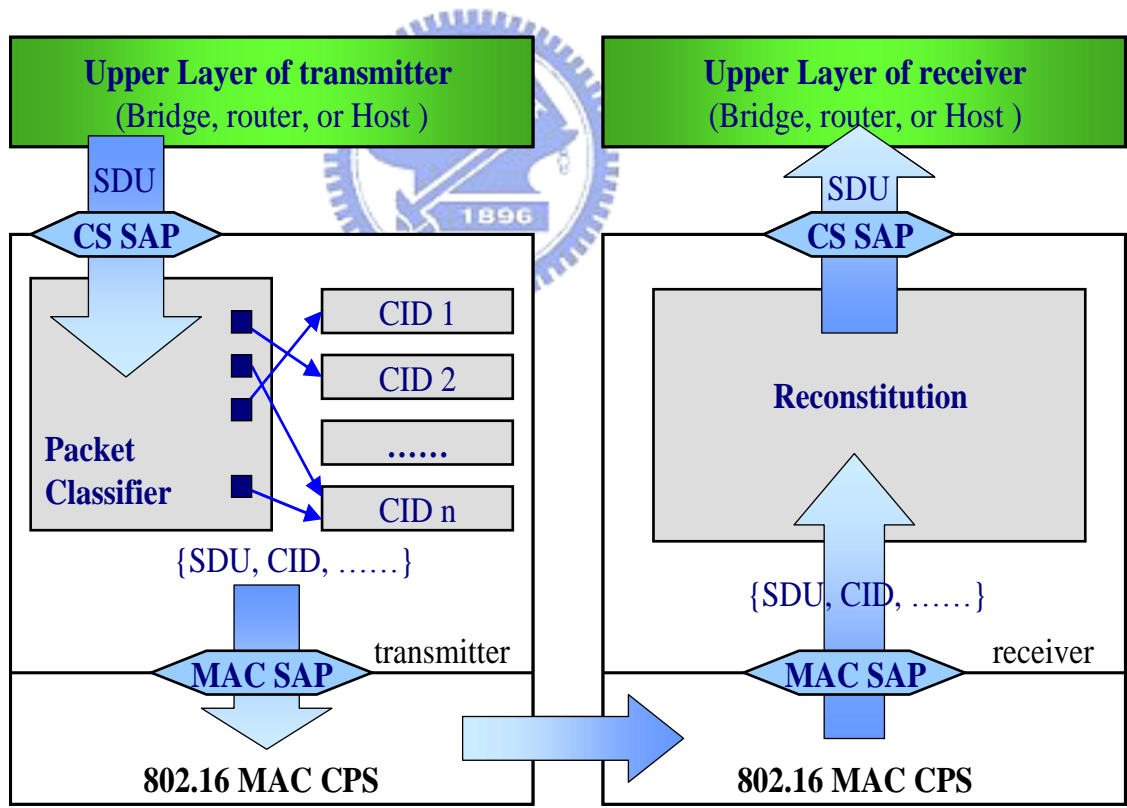 Upper Layer of transmitter
(Bridge, router, or Host )
SDU
CS SAP
1896
Packet
Classifier
CID 1
CID 2
......
CID n
{SDU, CID, ......}
transmitter
MAC SAP
802.16 MAC CPS
Upper Layer of receiver
(Bridge, router, or Host )
SDU
CS SAP
Reconstitution
{SDU, CID, ......}
receiver
MAC SAP
802.16 MAC CPS